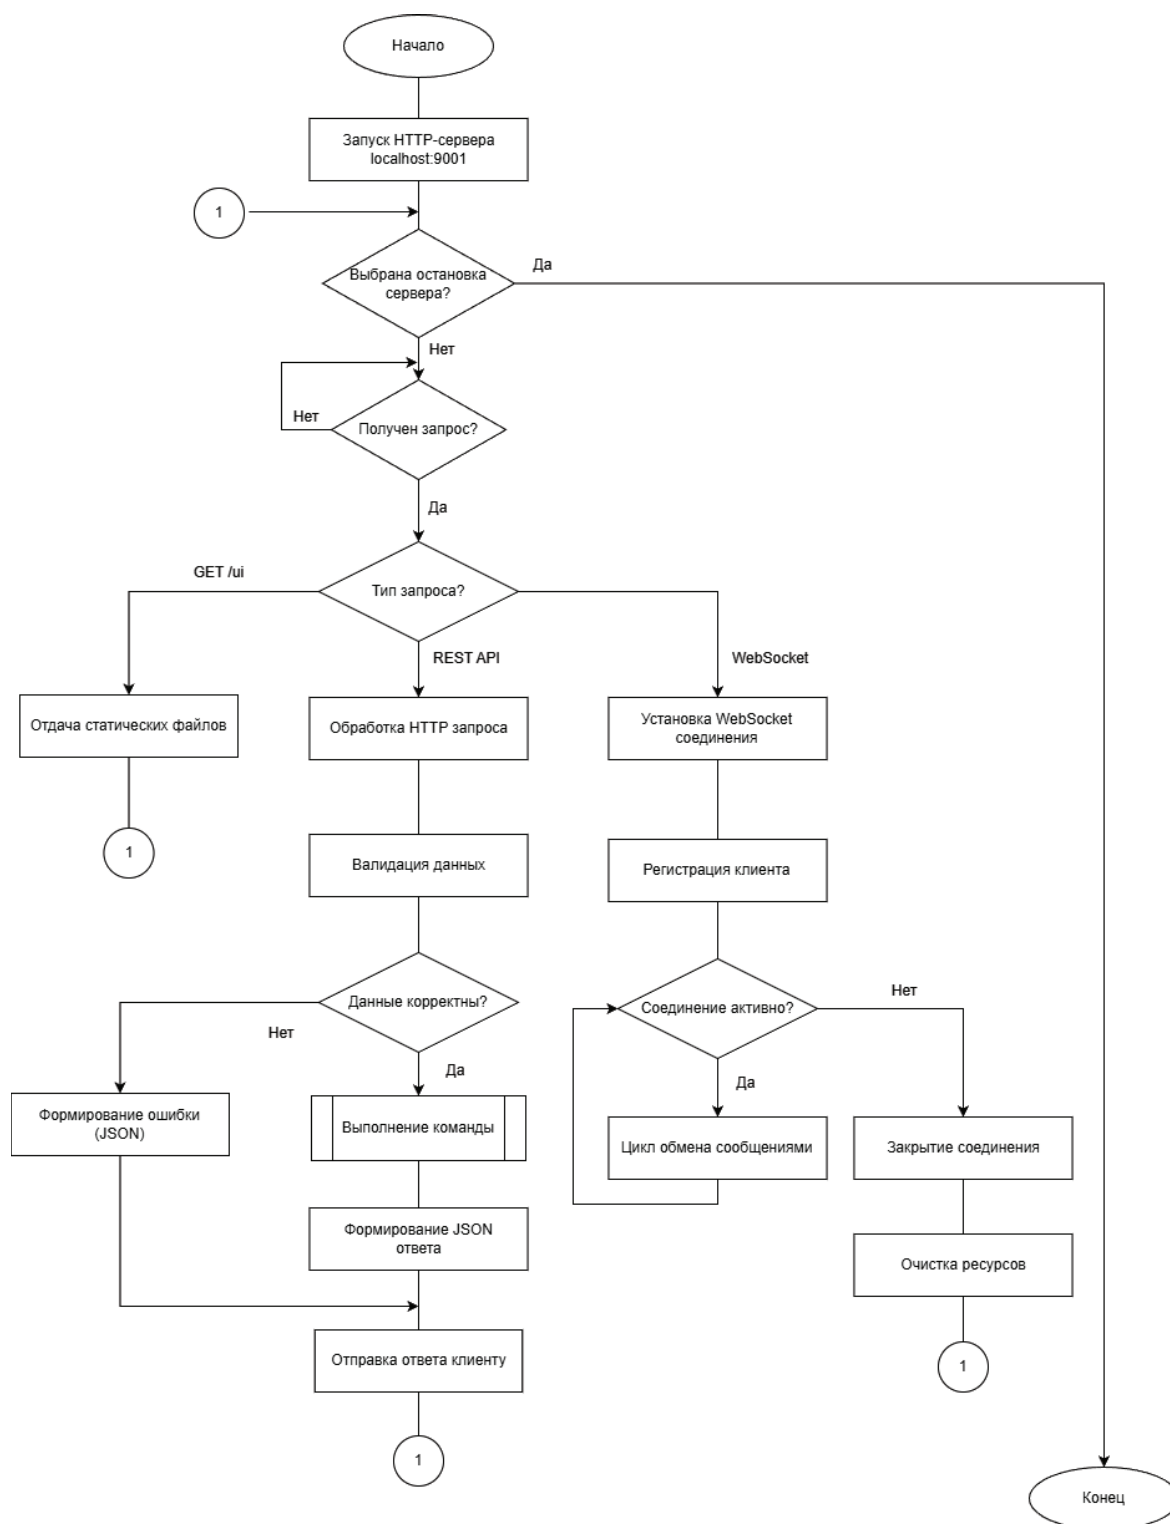 Начало
Запуск HTTP-сервера
localhost:9001
1
Выбрана остановка
сервера?
Да
Нет
Нет
Получен запрос?
Да
GET /ui
Тип запроса?
REST API
WebSocket
Отдача статических файлов
Обработка HTTP запроса
Установка WebSocket
соединения
1
Валидация данных
Регистрация клиента
Данные корректны?
Соединение активно?
Нет
Нет
Да
Да
Формирование ошибки
(JSON)
Выполнение команды
Цикл обмена сообщениями
Закрытие соединения
Формирование JSON
ответа
Очистка ресурсов
Отправка ответа клиенту
1
1
Конец